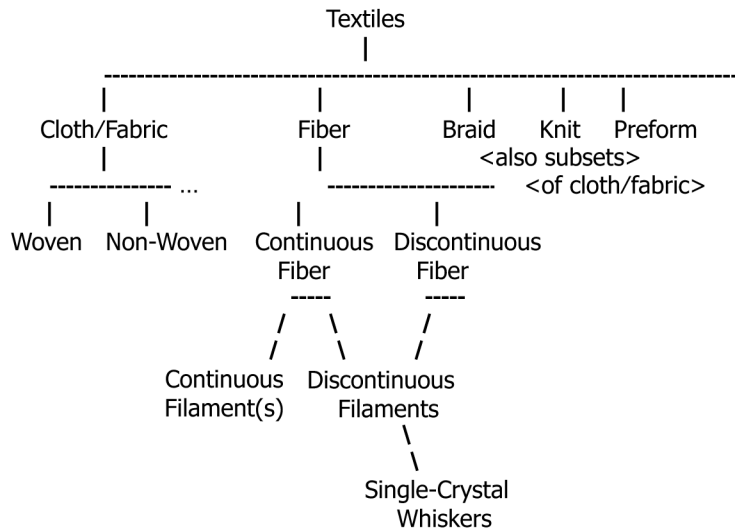 Textiles
Cloth/Fabric Fiber Braid Knit Preform
<also subsets>
<of cloth/fabric>
...
Woven Non-Woven Continuous Discontinuous
Fiber Fiber
Continuous Discontinuous
Filament(s) Filaments
Single-Crystal
Whiskers